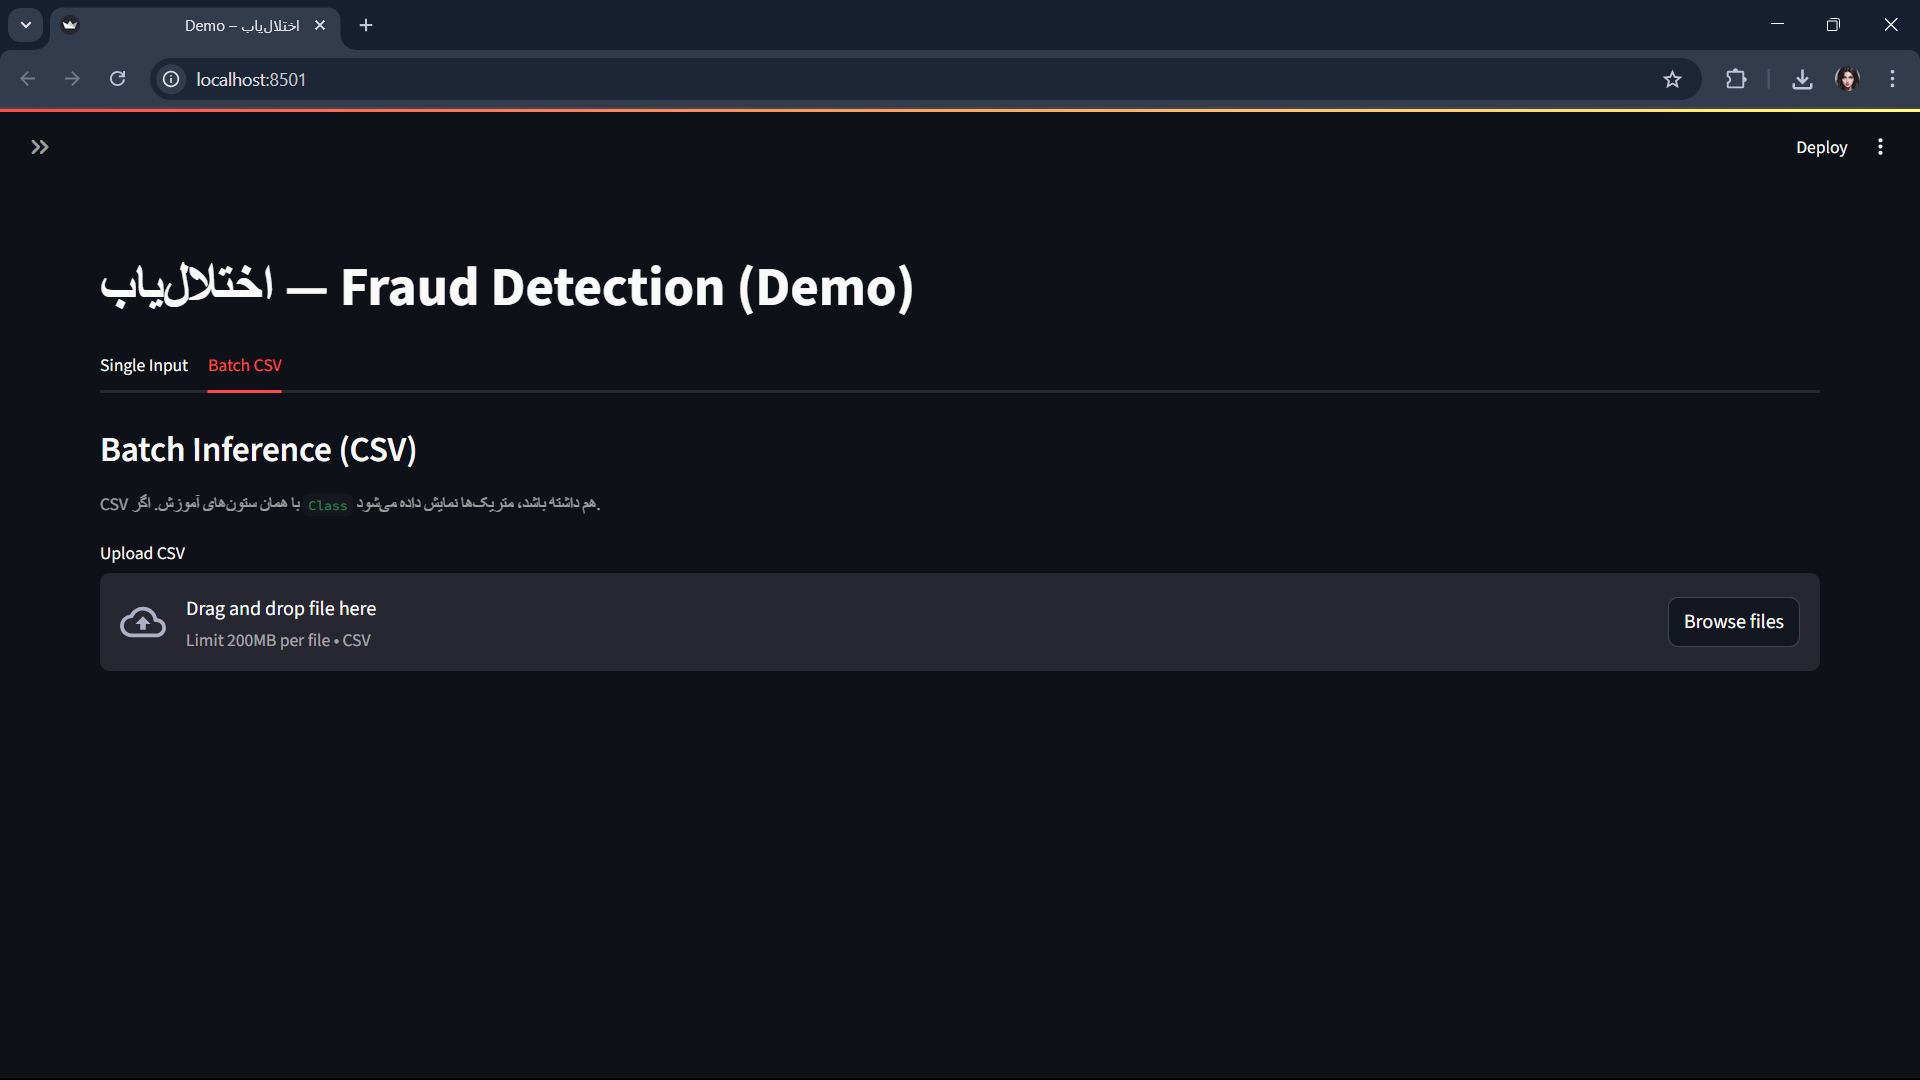 اختلال‌یاب – Demo
localhost:8501
Deploy
اختلال‌یاب — Fraud Detection (Demo)
Single Input
Batch CSV
Batch Inference (CSV)
CSV با همان ستون‌های آموزش. اگر Class هم داشته باشد، متریک‌ها نمایش داده می‌شود.
Upload CSV
Drag and drop file here
Limit 200MB per file • CSV
Browse files